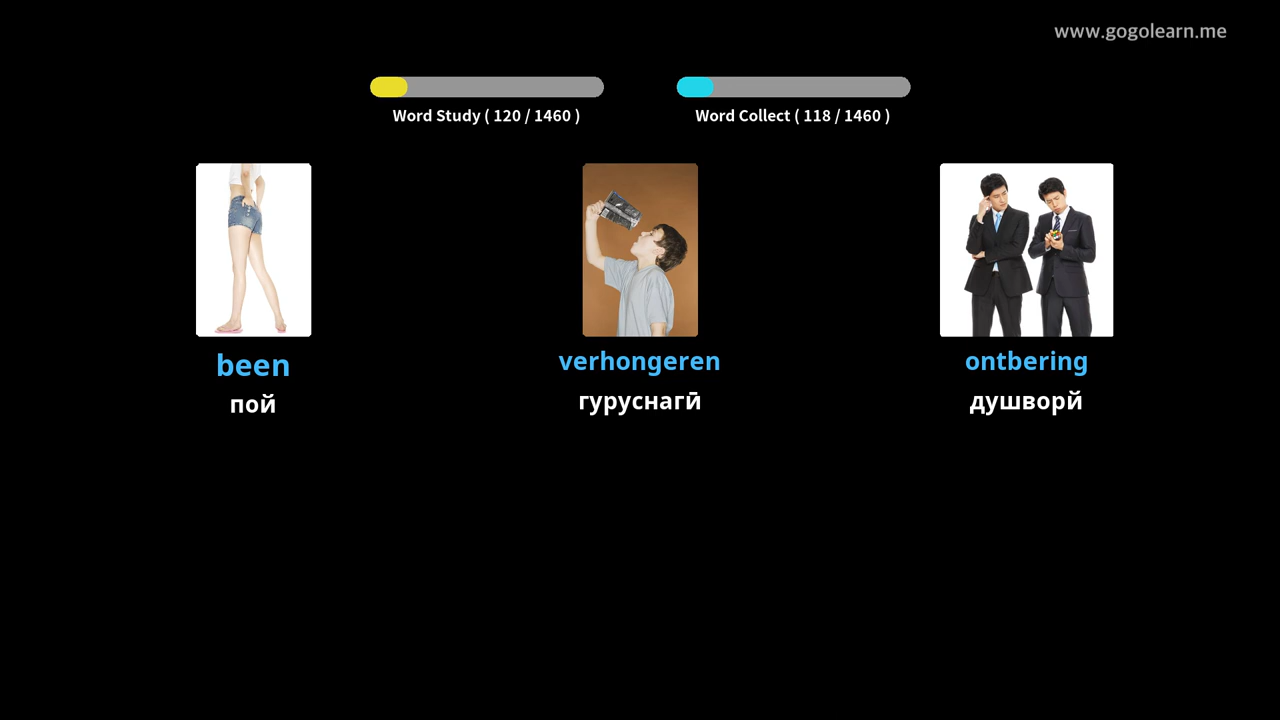 www.gogolearn.me
Word Study ( 120 / 1460 )
Word Collect ( 118 / 1460 )
been
verhongeren
ontbering
пой
гуруснагӣ
душворӣ